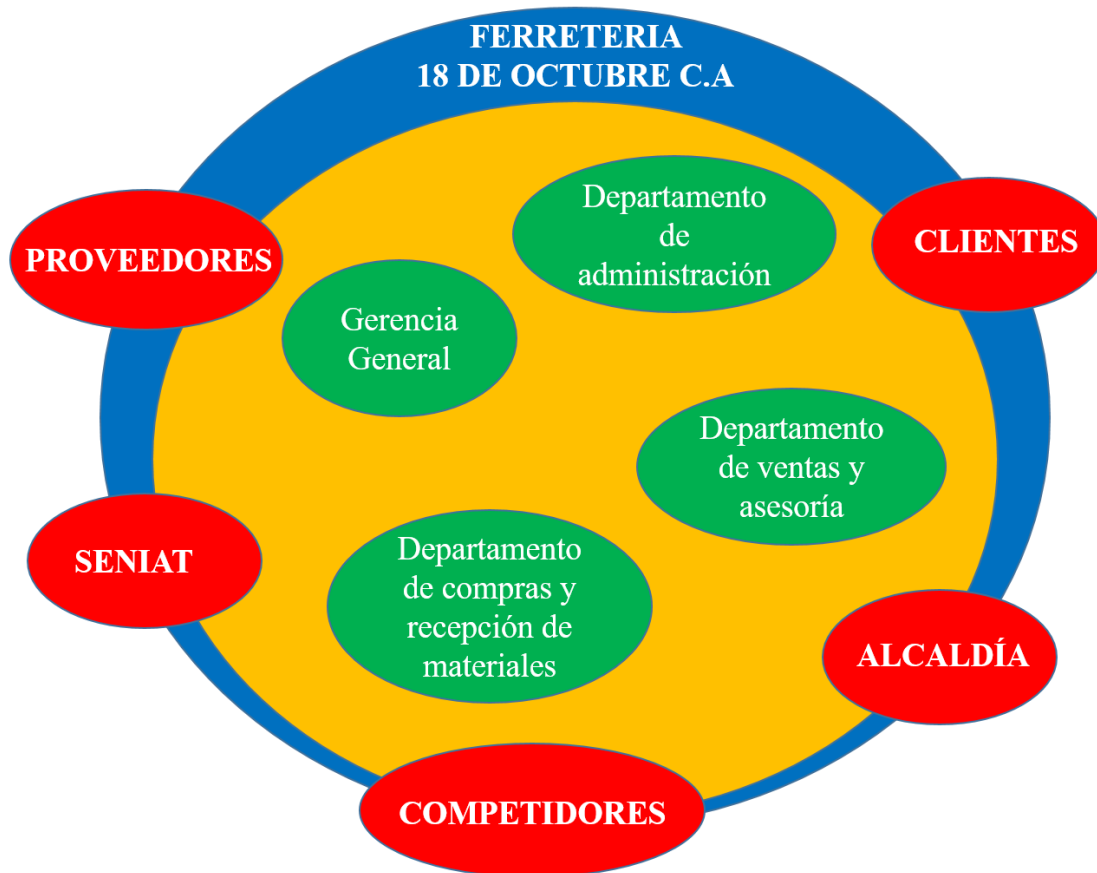 FERRETERIA
18 DE OCTUBRE C.A
Departamento
de
administración
CLIENTES
PROVEEDORES
Gerencia
General
Departamento
de ventas y
asesoría
SENIAT
Departamento
de compras y
recepción de
materiales
ALCALDÍA
COMPETIDORES